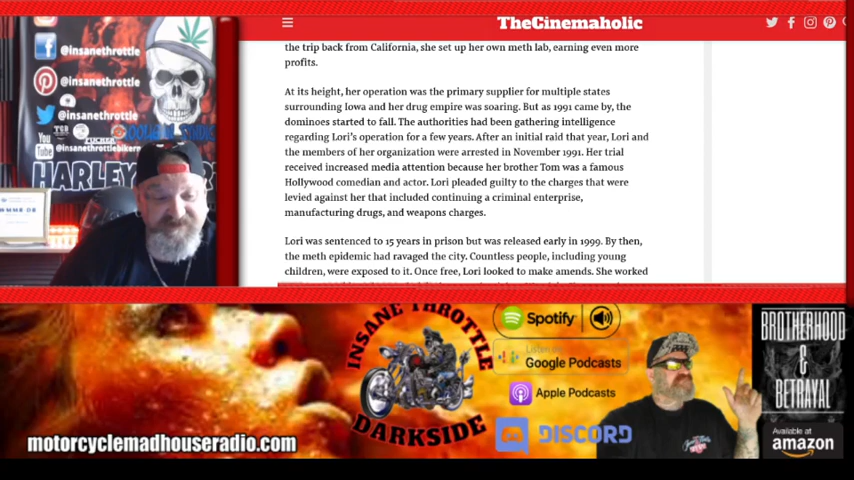 TheCinemaholic
@insanethrottle
@insanethrottle
@insanethrottle
You
Tube
@insanethrottlebikern
HARLEY
the trip back from California, she set up her own meth lab, earning even more
profits.
At its height, her operation was the primary supplier for multiple states
surrounding Iowa and her drug empire was soaring. But as 1991 came by, the
dominoes started to fall. The authorities had been gathering intelligence
regarding Lori's operation for a few years. After an initial raid that year, Lori and
the members of her organization were arrested in November 1991. Her trial
received increased media attention because her brother Tom was a famous
Hollywood comedian and actor. Lori pleaded guilty to the charges that were
levied against her that included continuing a criminal enterprise,
manufacturing drugs, and weapons charges.
Lori was sentenced to 15 years in prison but was released early in 1999. By then,
the meth epidemic had ravaged the city. Countless people, including young
children, were exposed to it. Once free, Lori looked to make amends. She worked
motorcyclemadhouseradio.com
INSANE THROTTLE
DARKSIDE
Spotify
Listen on
Google Podcasts
Apple Podcasts
DISCORD
BROTHERHOOD
&
BETRAYAL
Available at
amazon